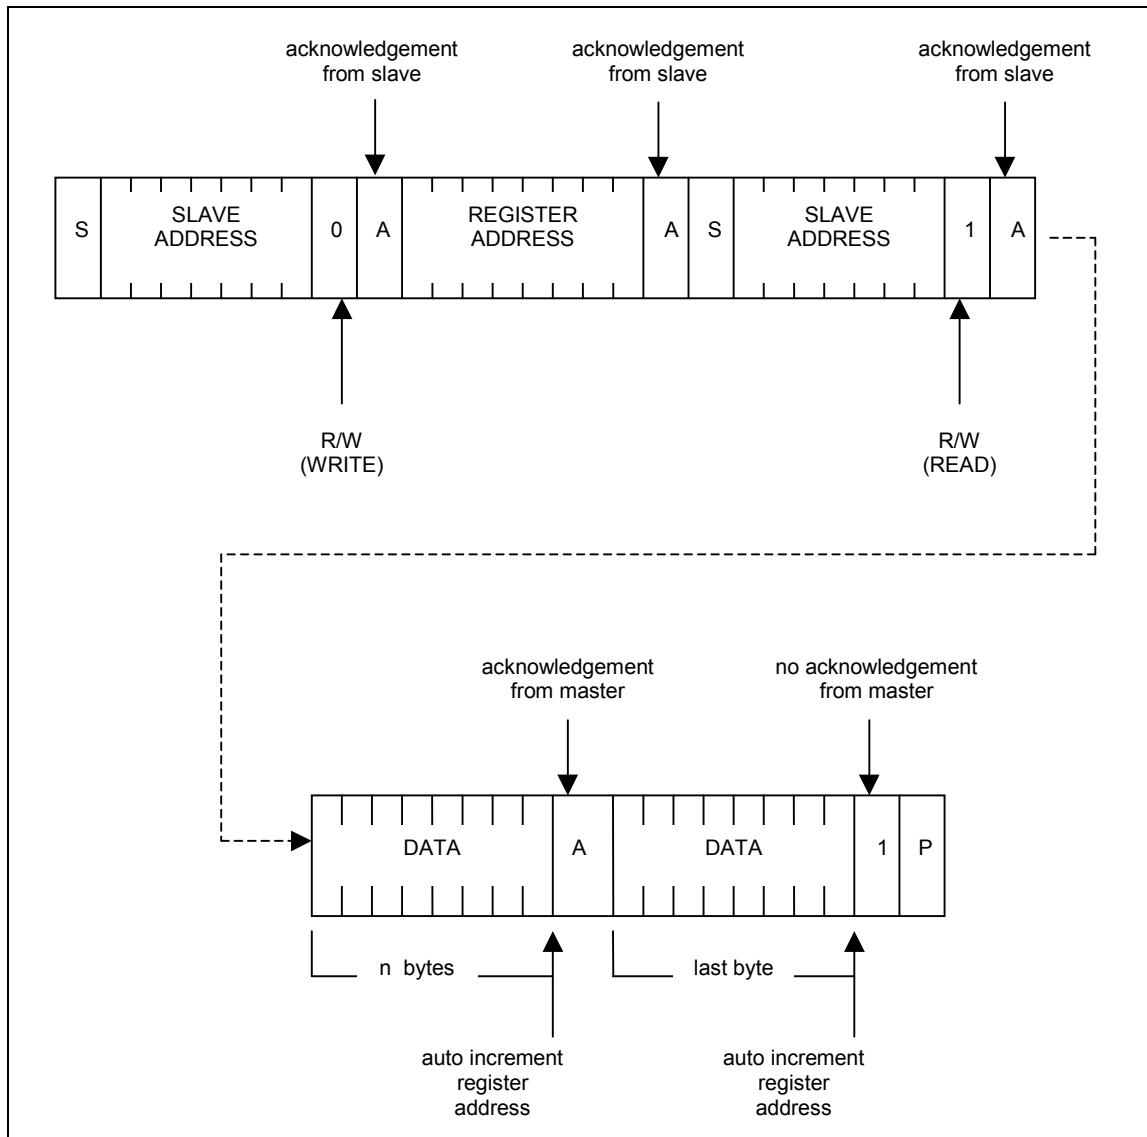 acknowledgement
from slave
acknowledgement
from slave
acknowledgement
from slave
S
SLAVE
ADDRESS
0
A
REGISTER
ADDRESS
A
S
SLAVE
ADDRESS
1
A
R/W
(WRITE)
R/W
(READ)
acknowledgement
from master
no acknowledgement
from master
DATA
A
DATA
1
P
n bytes
last byte
auto increment
register
address
auto increment
register
address